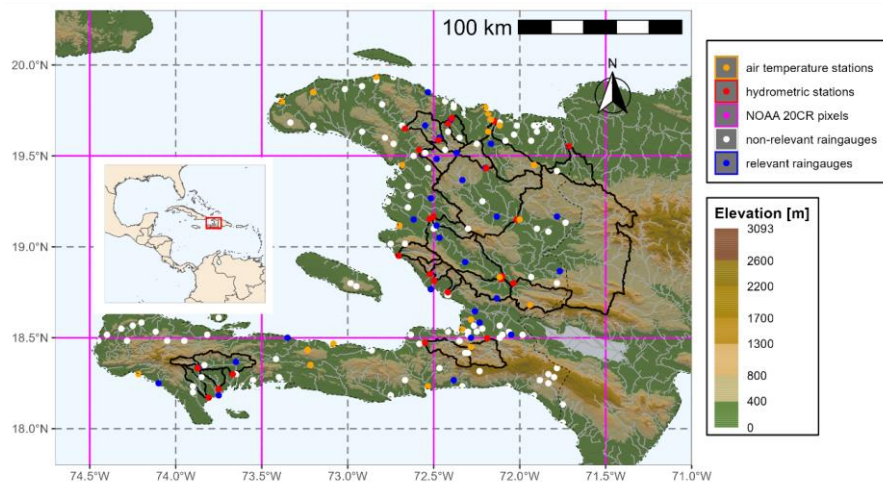 100 km
N
20.0°N
19.5°N
19.0°N
18.5°N
18.0°N
74.5°W
74.0°W
73.5°W
73.0°W
72.5°W
72.0°W
71.5°W
71.0°W
air temperature stations
hydrometric stations
NOAA 20CR pixels
non-relevant raingauges
relevant raingauges
Elevation [m]
3093
2600
2200
1700
1300
800
400
0